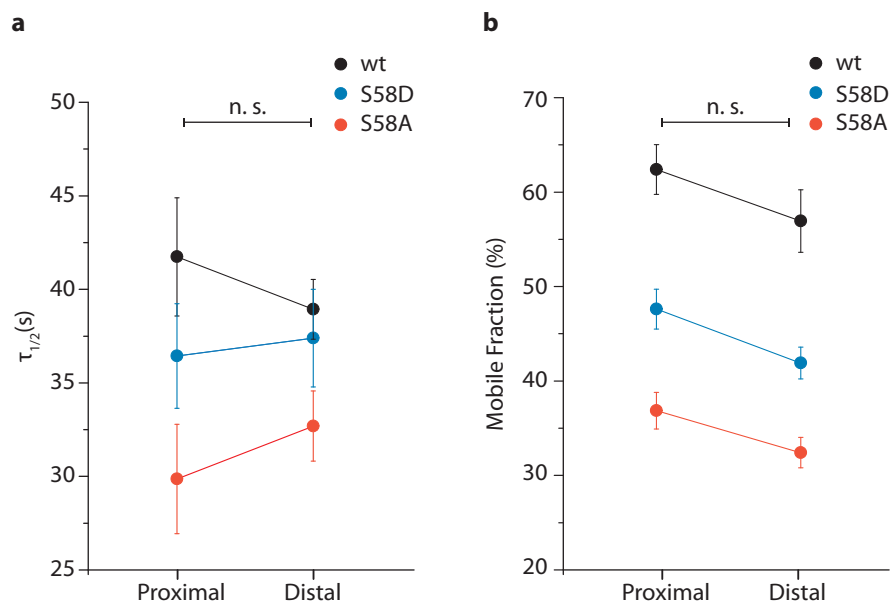 a
wt
S58D
S58A
n. s.
50
45
40
35
30
25
τ1/2(s)
Proximal
Distal
b
wt
S58D
S58A
n. s.
70
60
50
40
30
20
Mobile Fraction (%)
Proximal
Distal